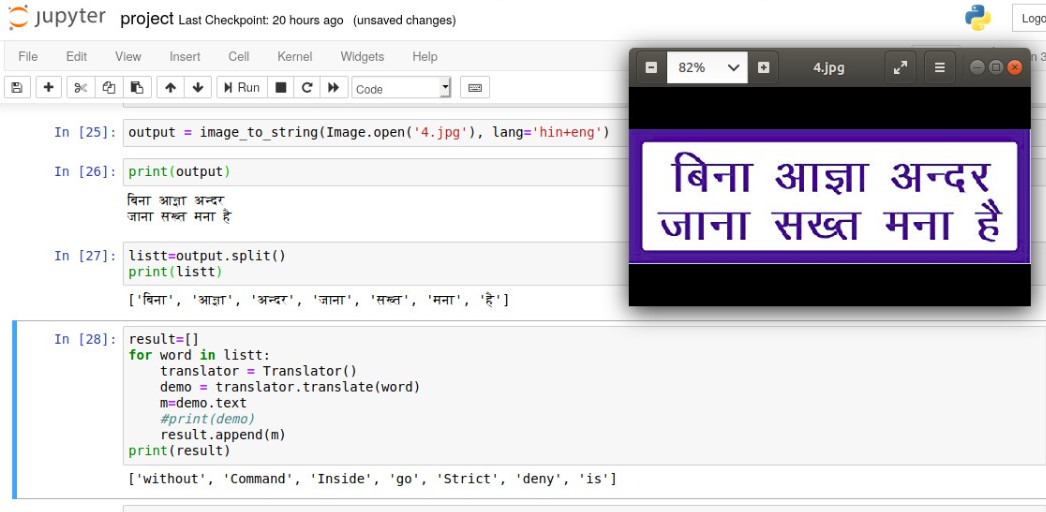 jupyter project Last Checkpoint: 20 hours ago (unsaved changes)
Logo
File Edit View Insert Cell Kernel Widgets Help
Run Code
In [25]: output = image_to_string(Image.open('4.jpg'), lang='hin+eng')
In [26]: print(output)
बिना आज्ञा अन्दर
जाना सख्त मना है
In [27]: listt=output.split()
print(listt)
['बिना', 'आज्ञा', 'अन्दर', 'जाना', 'सख्त', 'मना', 'है']
In [28]: result=[]
for word in listt:
translator = Translator()
demo = translator.translate(word)
m=demo.text
#print(demo)
result.append(m)
print(result)
['without', 'Command', 'Inside', 'go', 'Strict', 'deny', 'is']
82% 4.jpg
बिना आज्ञा अन्दर
जाना सख्त मना है